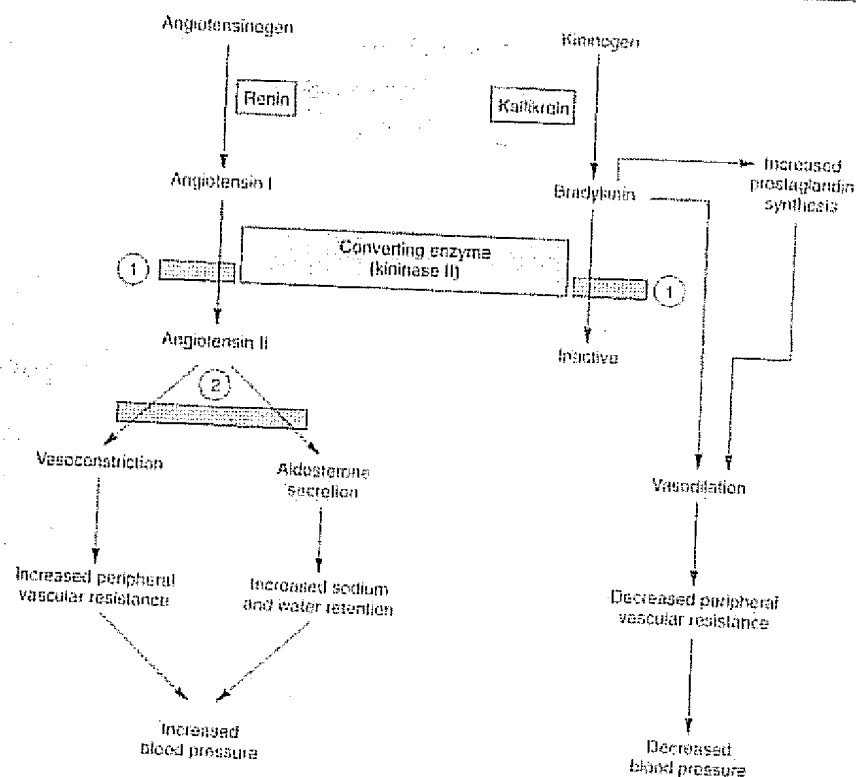 Angiotensinogen
Kininogen
Renin
Kallikrein
Angiotensin I
Bradykinin
Increased
prostaglandin
synthesis
Converting enzyme
(kininase II)
1
1
Angiotensin II
Inactive
2
Vasoconstriction
Aldosterone
secretion
Vasodilation
Increased peripheral
vascular resistance
Increased sodium
and water retention
Decreased peripheral
vascular resistance
Increased
blood pressure
Decreased
blood pressure